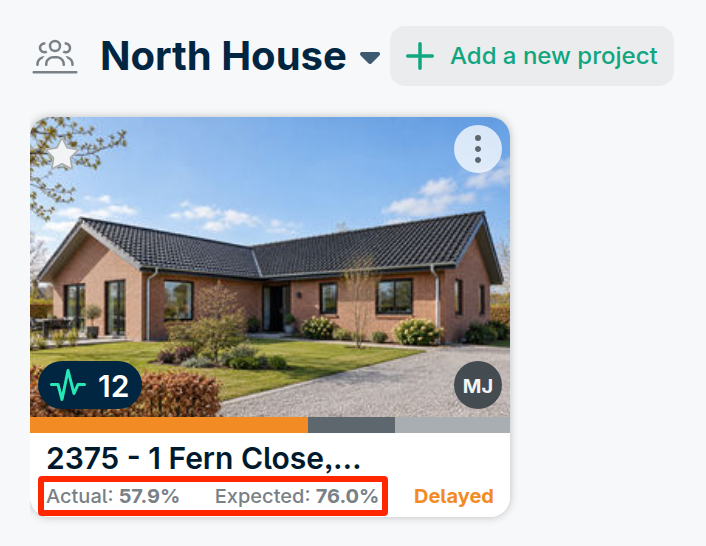 North House
Add a new project
12
MJ
2375 - 1 Fern Close,...
Actual: 57.9% Expected: 76.0% Delayed